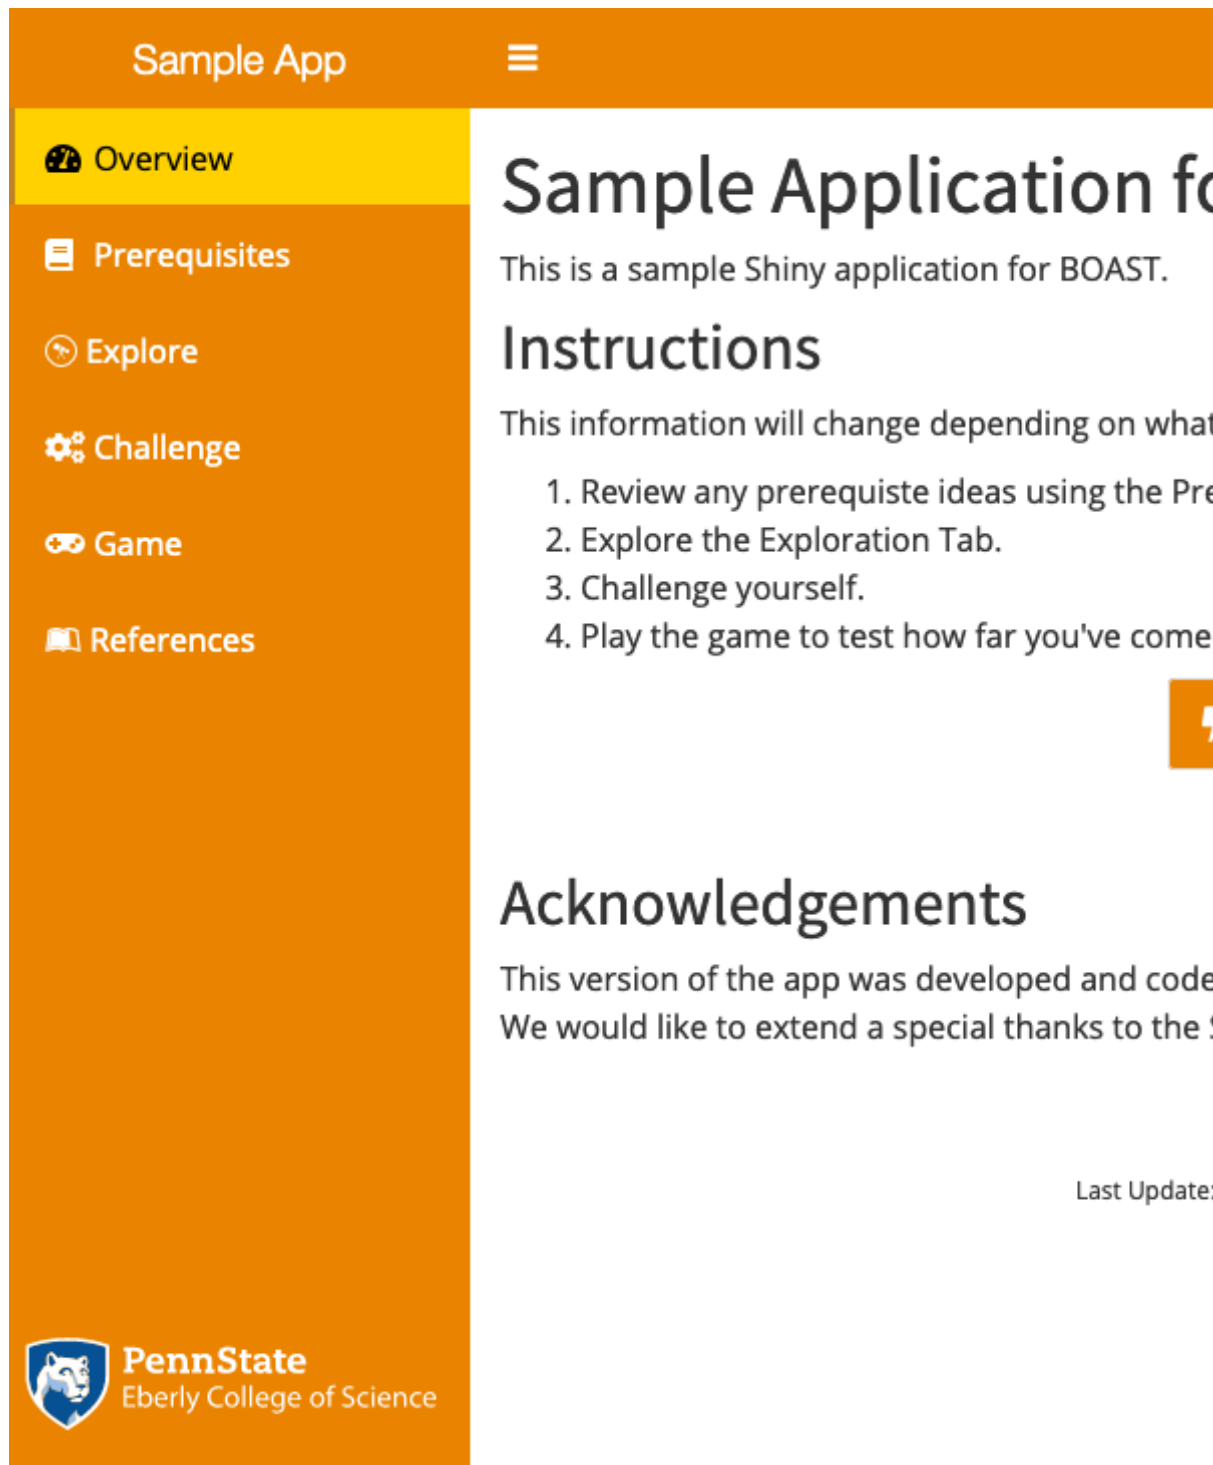 Sample App
Overview
Prerequisites
Explore
Challenge
Game
References
PennState
Eberly College of Science
Sample Application
This is a sample Shiny application for BOAST.
Instructions
This information will change depending on what
1. Review any prerequiste ideas using the
2. Explore the Exploration Tab.
3. Challenge yourself.
4. Play the game to test how far you've come
Acknowledgements
This version of the app was developed and
We would like to extend a special thanks to the
Last Update: